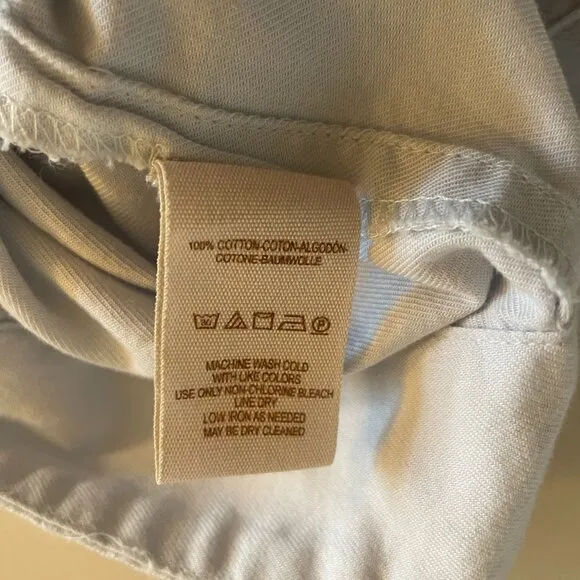 100% COTTON-COTON-ALGODÓN-
COTONE-BAUMWOLLE
P
MACHINE WASH COLD
WITH LIKE COLORS
USE ONLY NON-CHLORINE BLEACH
LINE DRY
LOW IRON AS NEEDED
MAY BE DRY CLEANED